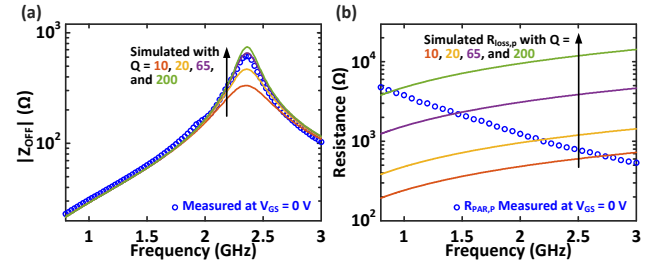 (a)
10³
10²
|Z_OFF| (Ω)
Simulated with
Q = 10, 20, 65,
and 200
Measured at V_GS = 0 V
1 1.5 2 2.5 3
Frequency (GHz)
(b)
10⁴
10³
10²
Resistance (Ω)
Simulated R_loss,p with Q =
10, 20, 65, and 200
R_PAR,P Measured at V_GS = 0 V
1 1.5 2 2.5 3
Frequency (GHz)